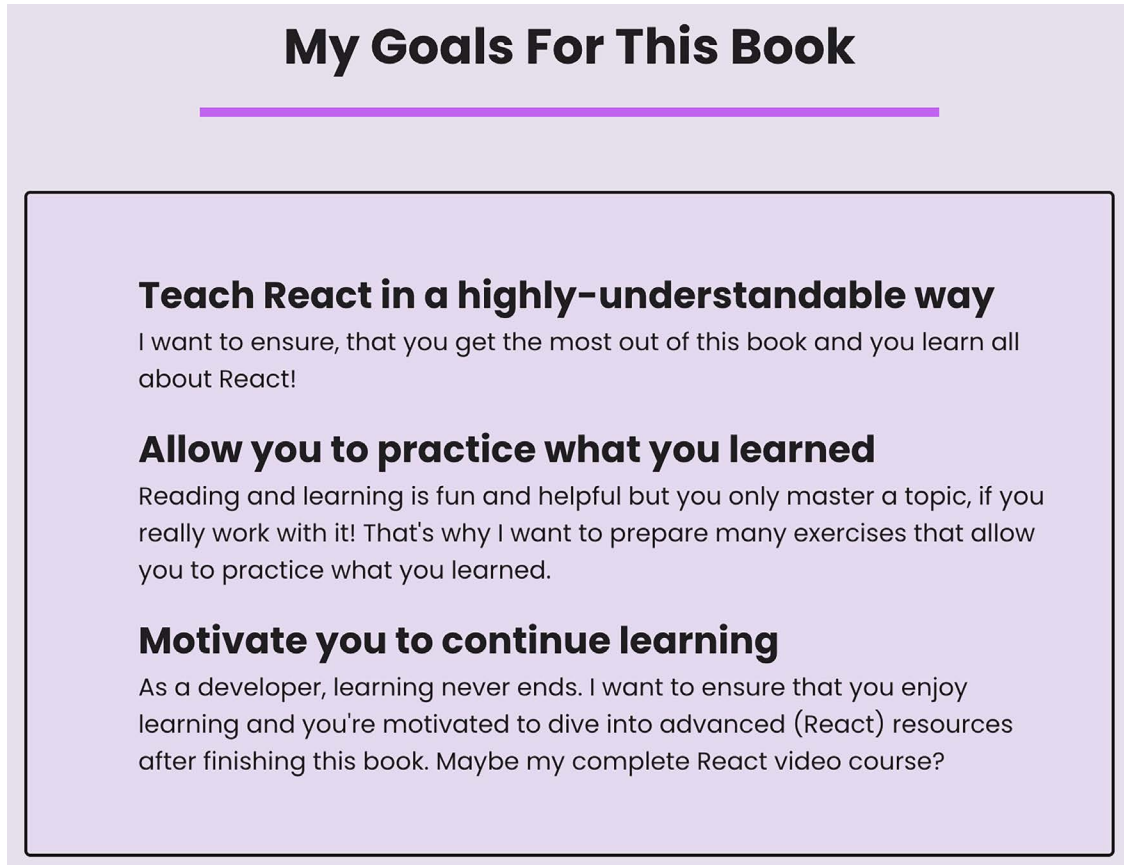 My Goals For This Book
Teach React in a highly-understandable way
I want to ensure, that you get the most out of this book and you learn all
about React!
Allow you to practice what you learned
Reading and learning is fun and helpful but you only master a topic, if you
really work with it! That's why I want to prepare many exercises that allow
you to practice what you learned.
Motivate you to continue learning
As a developer, learning never ends. I want to ensure that you enjoy
learning and you're motivated to dive into advanced (React) resources
after finishing this book. Maybe my complete React video course?